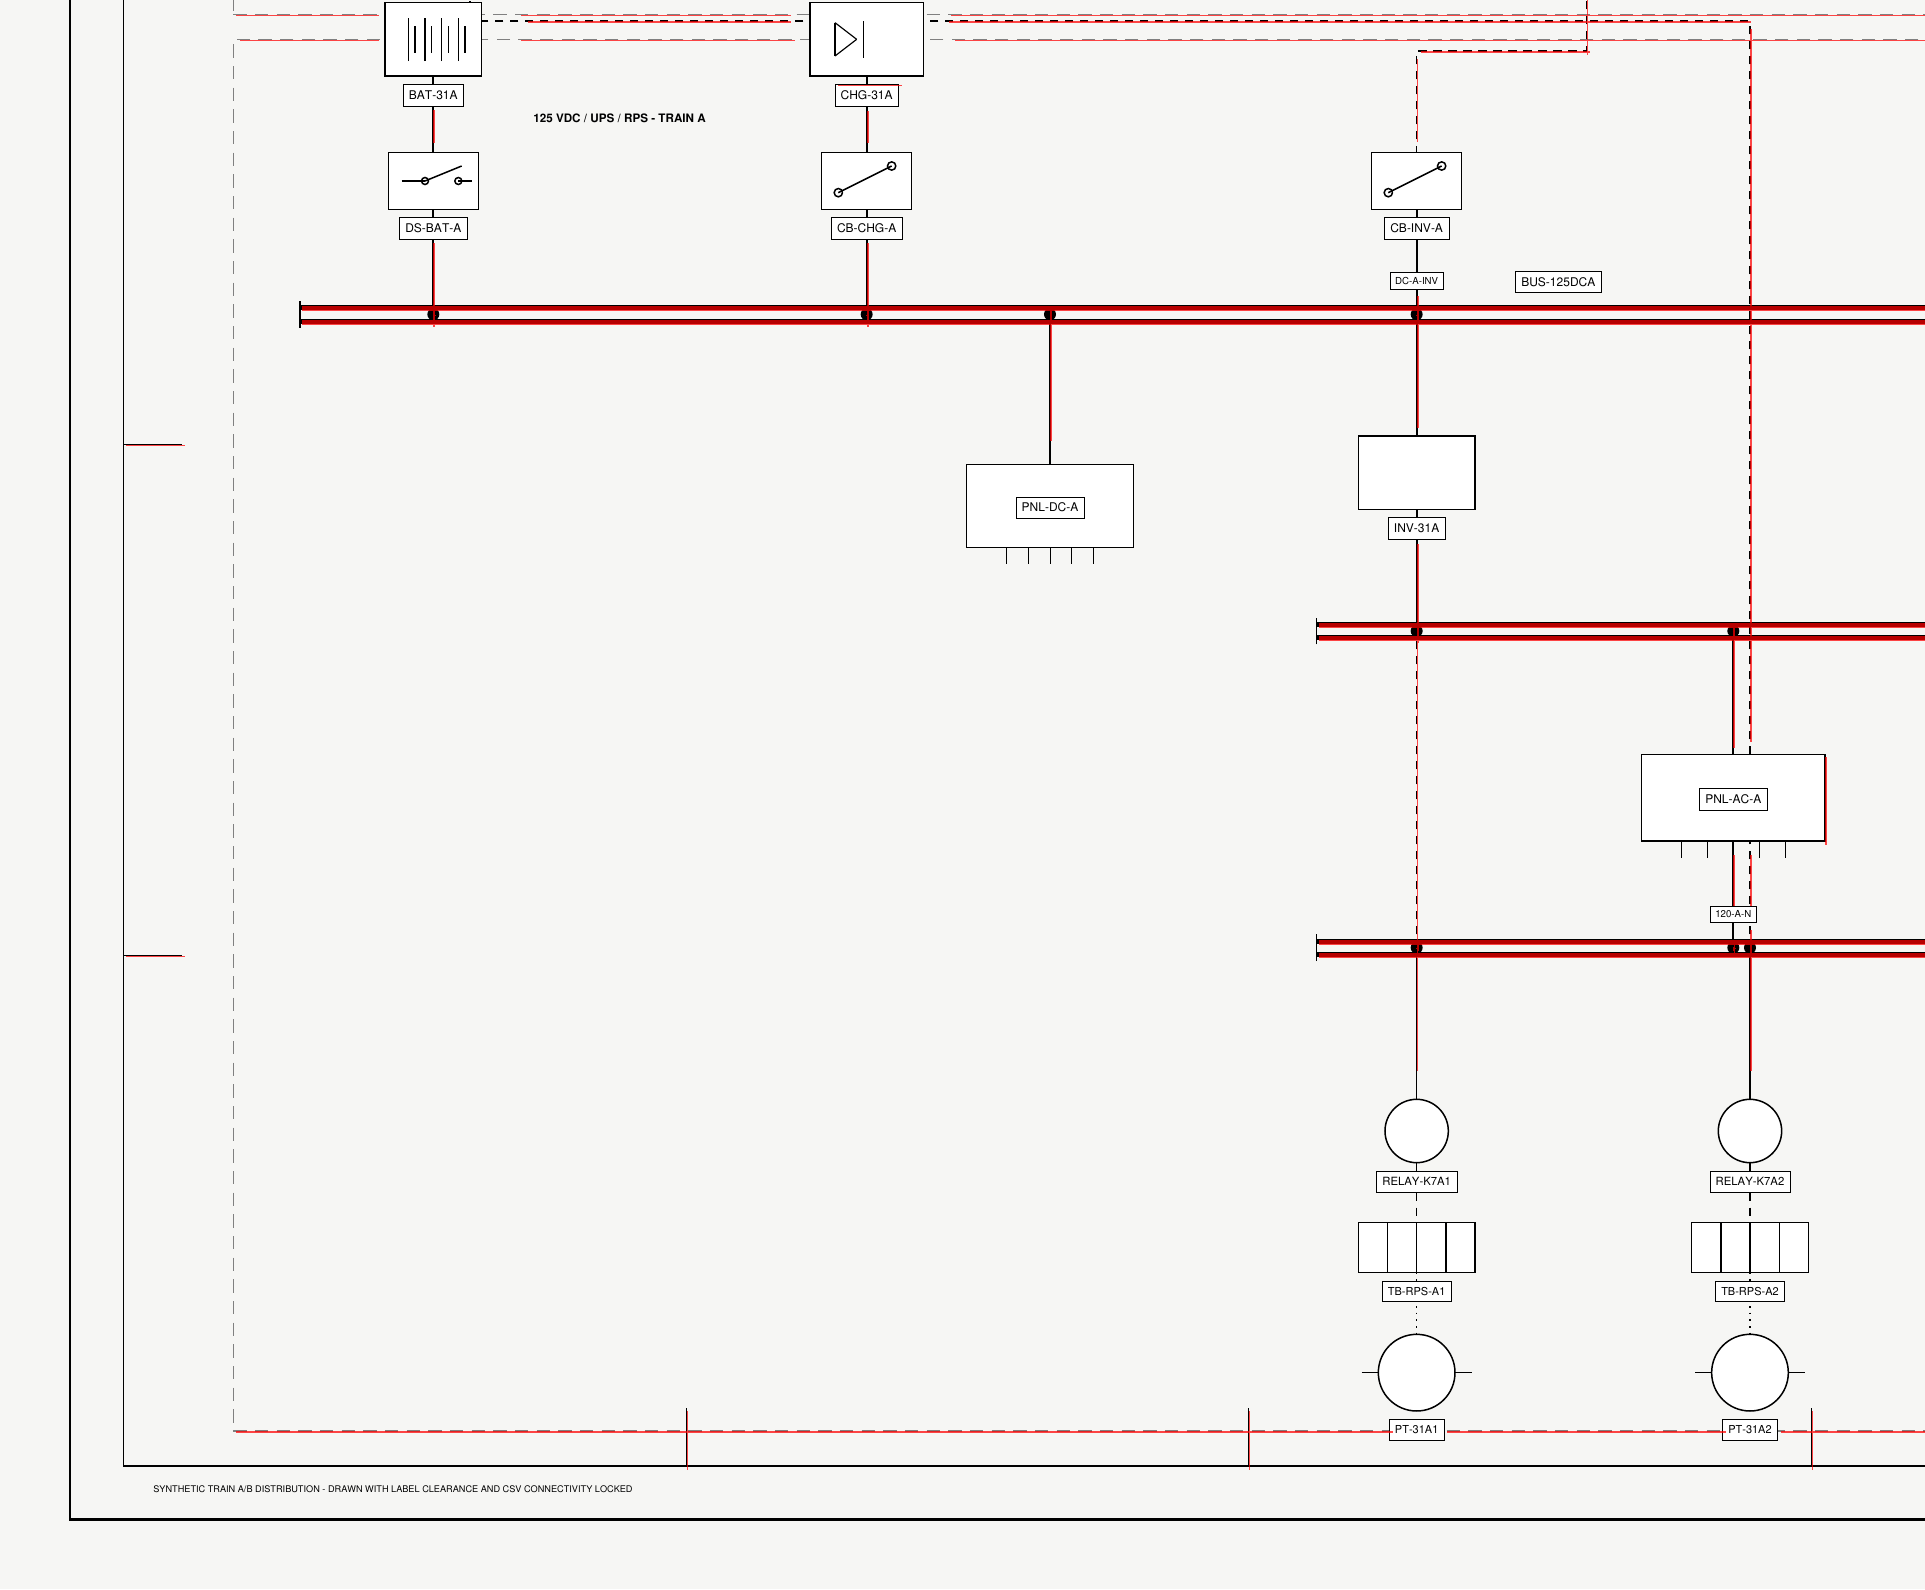 BAT-31A
CHG-31A
125 VDC / UPS / RPS - TRAIN A
DS-BAT-A
CB-CHG-A
CB-INV-A
DC-A-INV
BUS-125DCA
PNL-DC-A
INV-31A
PNL-AC-A
120-A-N
RELAY-K7A1
RELAY-K7A2
TB-RPS-A1
TB-RPS-A2
PT-31A1
PT-31A2
SYNTHETIC TRAIN A/B DISTRIBUTION - DRAWN WITH LABEL CLEARANCE AND CSV CONNECTIVITY LOCKED